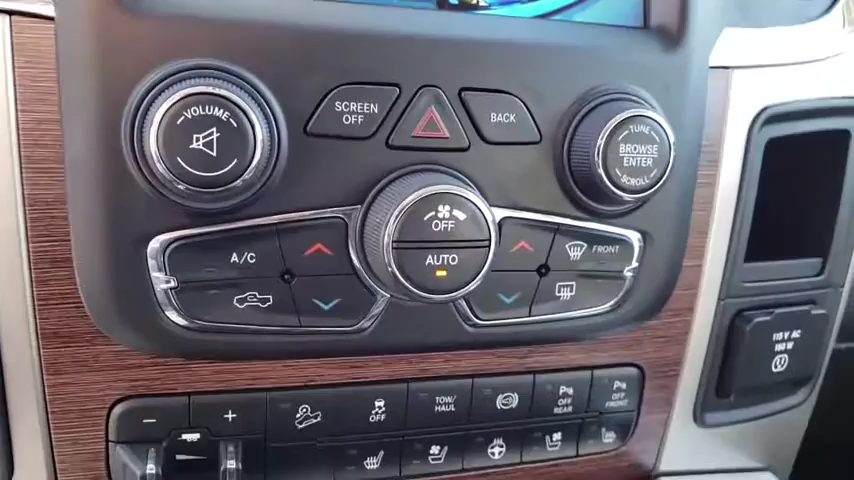 VOLUME
SCREEN
OFF
BACK
TUNE
BROWSE
ENTER
SCROLL
OFF
AUTO
A/C
FRONT
115 V AC
150 W
− +
OFF
TOW/
HAUL
P
OFF
REAR
P
OFF
FRONT